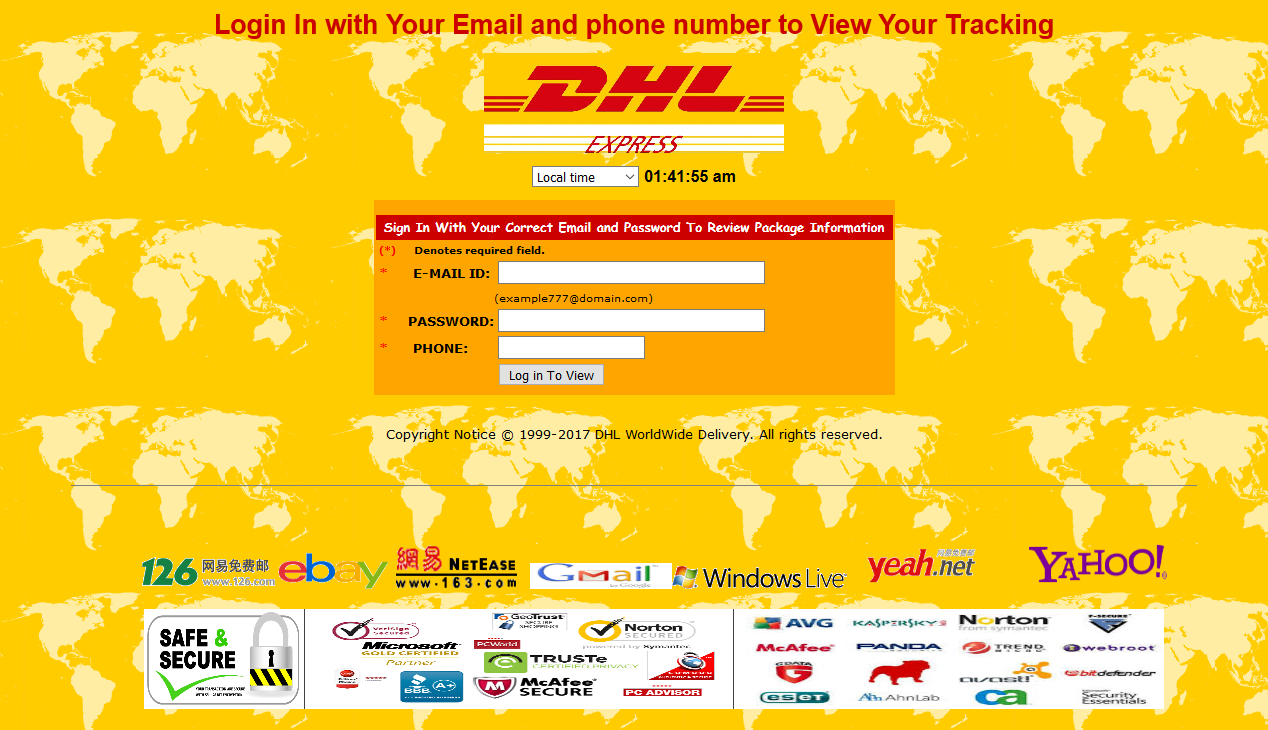 Login In with Your Email and phone number to View Your Tracking
DHL
EXPRESS
Local time 01:41:55 am
Sign In With Your Correct Email and Password To Review Package Information
(*) Denotes required field.
* E-MAIL ID:
(example777@domain.com)
* PASSWORD:
* PHONE:
Log in To View
Copyright Notice © 1999-2017 DHL WorldWide Delivery. All rights reserved.
126 网易免费邮
www.126.com
ebay
網易 NETEASE
www.163.com
Gmail
by Google
Windows Live
yeah.net 网易免费邮
YAHOO!
SAFE &
SECURE
VeriSign
Secured
GeoTrust
SECURE
SHOPPING
Norton
SECURED
powered by Symantec
Microsoft
GOLD CERTIFIED
Partner
PCWorld
TRUSTe
CERTIFIED PRIVACY
BBB A+
McAfee
SECURE
PC ADVISOR
AVG
KASPERSKY
Norton
from symantec
F-SECURE
McAfee
PANDA
TREND
webroot
GDATA
avast!
bitdefender
eset
AhnLab
ca
Microsoft
Security
Essentials